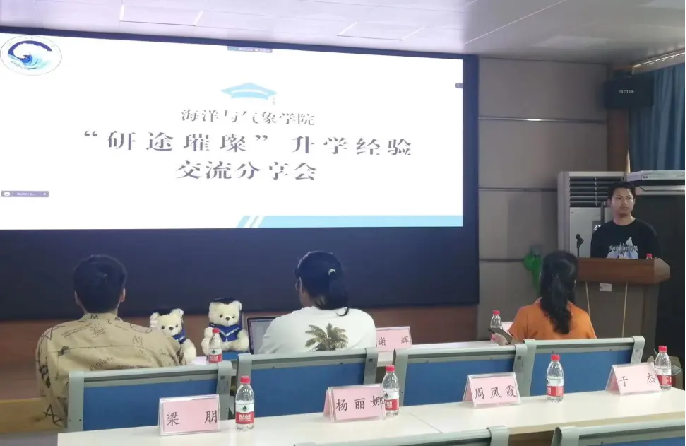 海洋与气象学院
“研途璀璨”升学经验
交流分享会
梁朋
杨丽娜
周凤霞